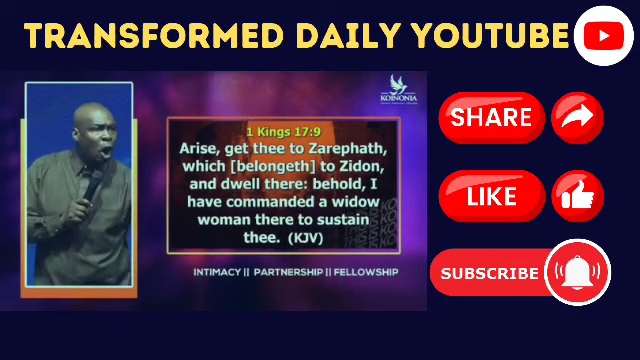 TRANSFORMED DAILY YOUTUBE
KOINONIA
1 Kings 17:9
Arise, get thee to Zarephath,
which [belongeth] to Zidon,
and dwell there: behold, I
have commanded a widow
woman there to sustain
thee. (KJV)
INTIMACY || PARTNERSHIP || FELLOWSHIP
SHARE
LIKE
SUBSCRIBE